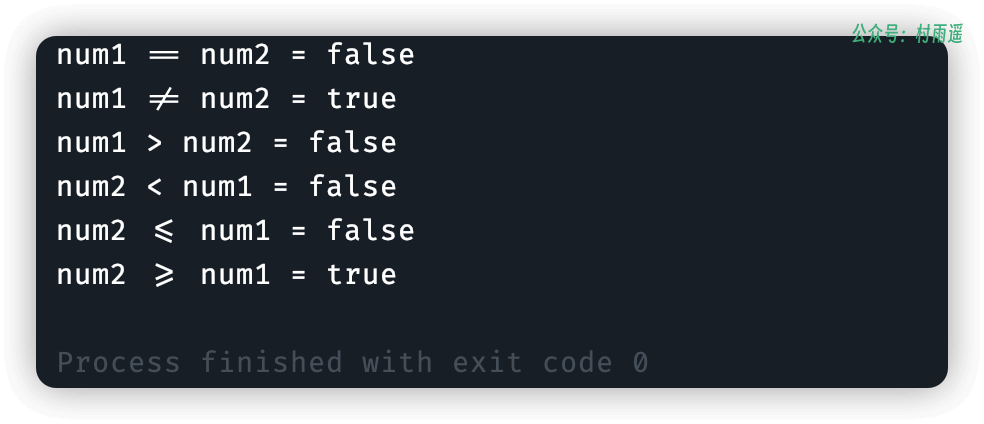 公众号：村雨遥
num1 == num2 = false
num1 != num2 = true
num1 > num2 = false
num2 < num1 = false
num2 <= num1 = false
num2 >= num1 = true
Process finished with exit code 0